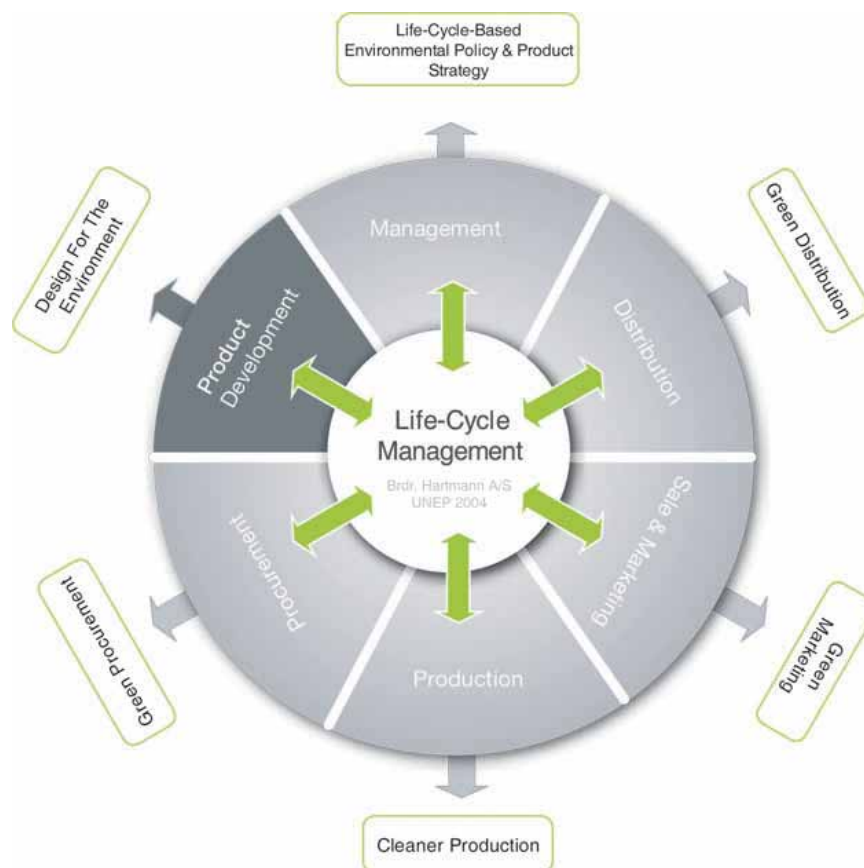 Life-Cycle-Based
Environmental Policy & Product
Strategy
Design For The
Environment
Green Distribution
Management
Product
Development
Distribution
Life-Cycle
Management
Brdr. Hartmann A/S
UNEP 2004
Procurement
Sale & Marketing
Production
Green Procurement
Green
Marketing
Cleaner Production